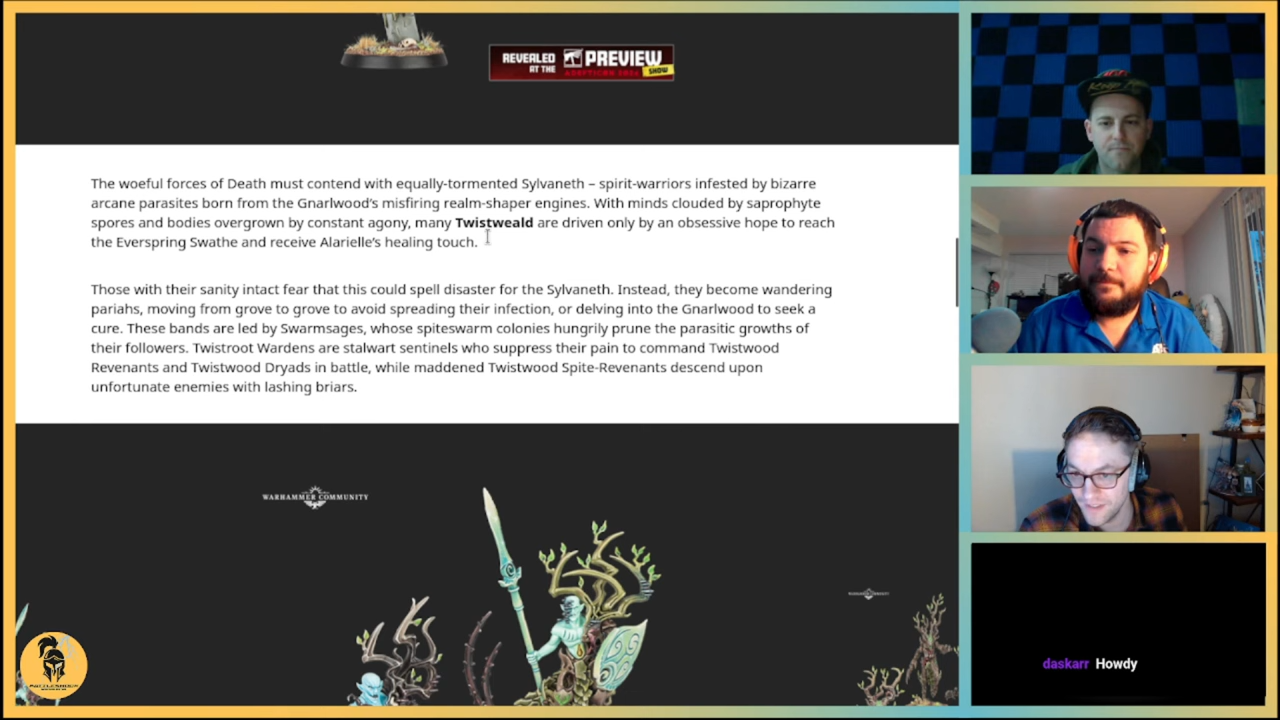 REVEALED
AT THE
PREVIEW
SHOW
The woeful forces of Death must contend with equally-tormented Sylvaneth – spirit-warriors infested by bizarre
arcane parasites born from the Gnarlwood's misfiring realm-shaper engines. With minds clouded by saprophyte
spores and bodies overgrown by constant agony, many Twistweald are driven only by an obsessive hope to reach
the Everspring Swathe and receive Alarielle's healing touch.
Those with their sanity intact fear that this could spell disaster for the Sylvaneth. Instead, they become wandering
pariahs, moving from grove to grove to avoid spreading their infection, or delving into the Gnarlwood to seek a
cure. These bands are led by Swarmsages, whose spiteswarm colonies hungrily prune the parasitic growths of
their followers. Twistroot Wardens are stalwart sentinels who suppress their pain to command Twistwood
Revenants and Twistwood Dryads in battle, while maddened Twistwood Spite-Revenants descend upon
unfortunate enemies with lashing briars.
WARHAMMER COMMUNITY
daskarr Howdy